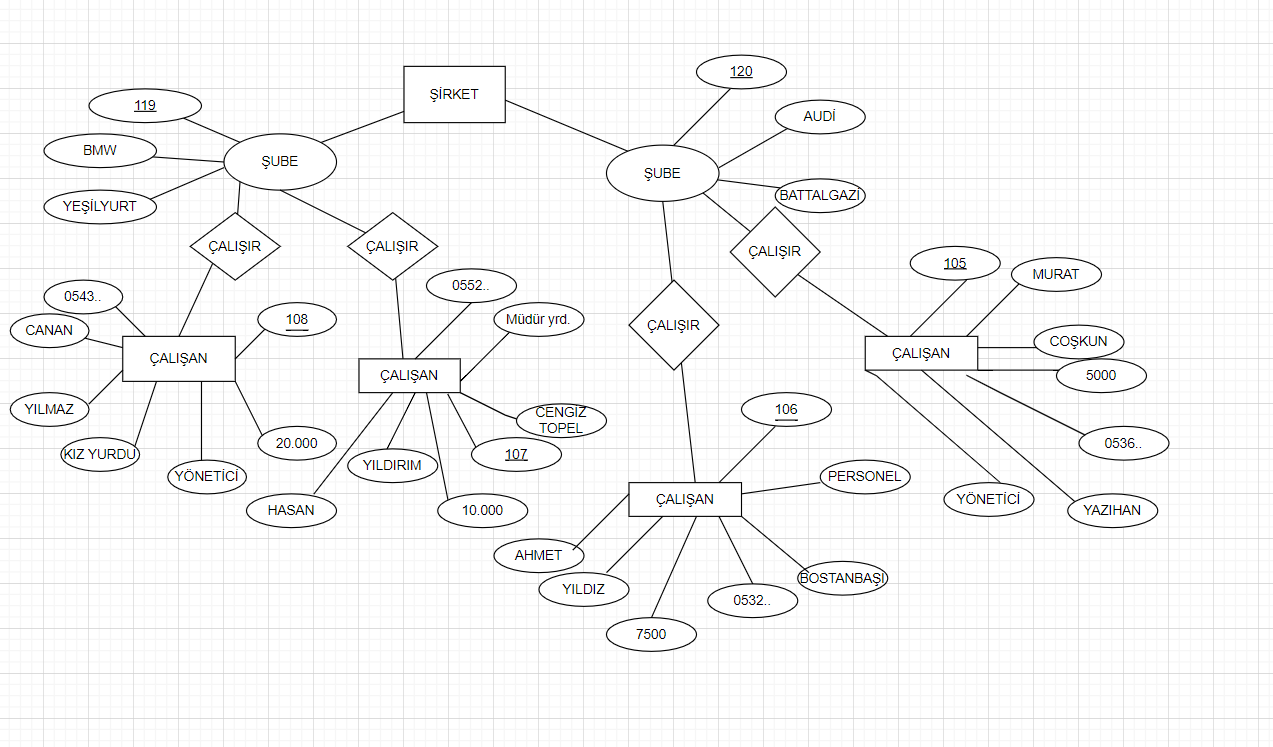 ŞİRKET
120
119
AUDİ
BMW
ŞUBE
ŞUBE
YEŞİLYURT
BATTALGAZİ
ÇALIŞIR
ÇALIŞIR
ÇALIŞIR
105
MURAT
0543..
0552..
108
Müdür yrd.
CANAN
ÇALIŞIR
COŞKUN
ÇALIŞAN
ÇALIŞAN
ÇALIŞAN
5000
YILMAZ
106
CENGİZ
TOPEL
20.000
0536..
KIZ YURDU
107
YILDIRIM
YÖNETİCİ
PERSONEL
HASAN
10.000
ÇALIŞAN
YÖNETİCİ
YAZIHAN
AHMET
BOSTANBAŞI
YILDIZ
0532..
7500